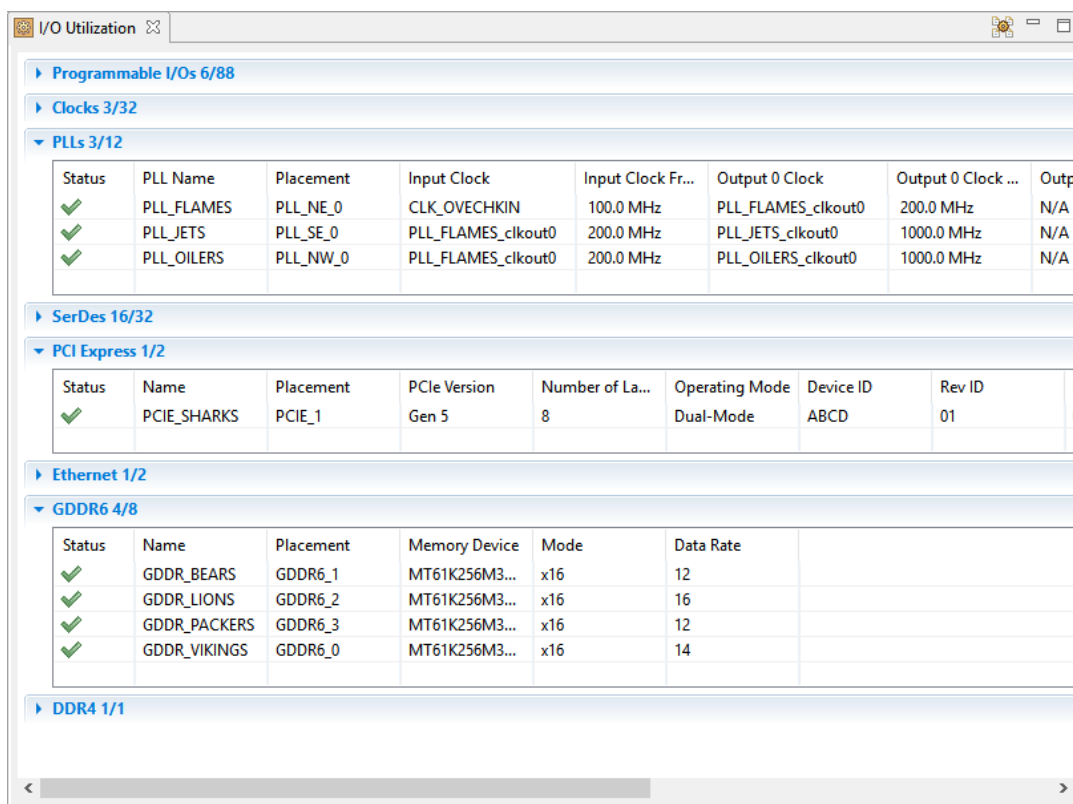 I/O Utilization
Programmable I/Os 6/88
Clocks 3/32
PLLs 3/12
Status PLL Name Placement Input Clock Input Clock Fr... Output 0 Clock Output 0 Clock ... Outp
PLL_FLAMES PLL_NE_0 CLK_OVECHKIN 100.0 MHz PLL_FLAMES_clkout0 200.0 MHz N/A
PLL_JETS PLL_SE_0 PLL_FLAMES_clkout0 200.0 MHz PLL_JETS_clkout0 1000.0 MHz N/A
PLL_OILERS PLL_NW_0 PLL_FLAMES_clkout0 200.0 MHz PLL_OILERS_clkout0 1000.0 MHz N/A
SerDes 16/32
PCI Express 1/2
Status Name Placement PCIe Version Number of La... Operating Mode Device ID Rev ID
PCIE_SHARKS PCIE_1 Gen 5 8 Dual-Mode ABCD 01
Ethernet 1/2
GDDR6 4/8
Status Name Placement Memory Device Mode Data Rate
GDDR_BEARS GDDR6_1 MT61K256M3... x16 12
GDDR_LIONS GDDR6_2 MT61K256M3... x16 16
GDDR_PACKERS GDDR6_3 MT61K256M3... x16 12
GDDR_VIKINGS GDDR6_0 MT61K256M3... x16 14
DDR4 1/1